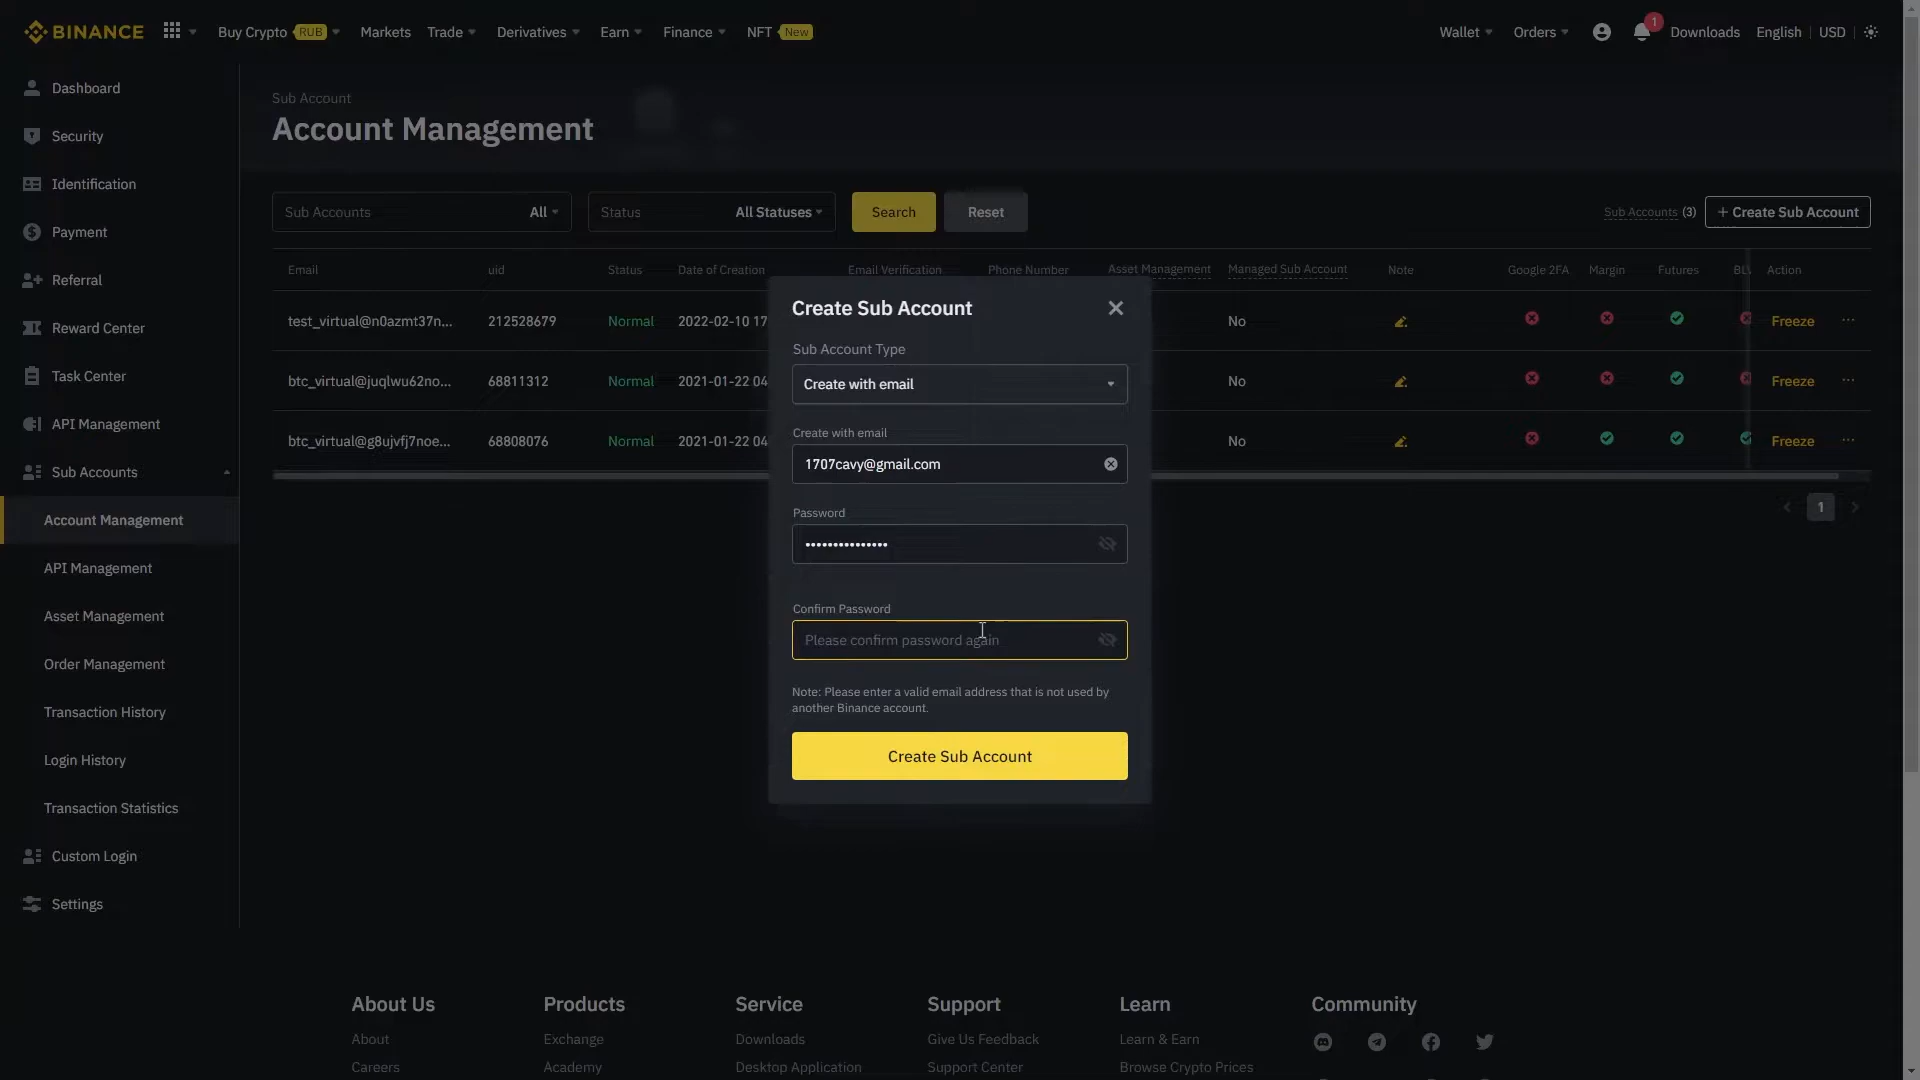 BINANCE
Buy Crypto RUB
Markets
Trade
Derivatives
Earn
Finance
NFT New
Wallet
Orders
1
Downloads
English
USD
Dashboard
Security
Identification
Payment
Referral
Reward Center
Task Center
API Management
Sub Accounts
Account Management
API Management
Asset Management
Order Management
Transaction History
Login History
Transaction Statistics
Custom Login
Settings
Sub Account
Account Management
Sub Accounts All
Status All Statuses
Search
Reset
Sub Accounts (3)
+ Create Sub Account
Email uid Status Date of Creation Email Verification Phone Number Asset Management Managed Sub Account Note Google 2FA Margin Futures Action
test_virtual@n0azmt37n... 212528679 Normal 2022-02-10 17 No Freeze ...
btc_virtual@juqlwu62no... 68811312 Normal 2021-01-22 04 No Freeze ...
btc_virtual@g8ujvfj7noe... 68808076 Normal 2021-01-22 04 No Freeze ...
1
Create Sub Account
Sub Account Type
Create with email
Create with email
1707cavy@gmail.com
Password
•••••••••••••••
Confirm Password
Please confirm password again
Note: Please enter a valid email address that is not used by
another Binance account.
Create Sub Account
About Us
About
Careers
Products
Exchange
Academy
Service
Downloads
Desktop Application
Support
Give Us Feedback
Support Center
Learn
Learn & Earn
Browse Crypto Prices
Community